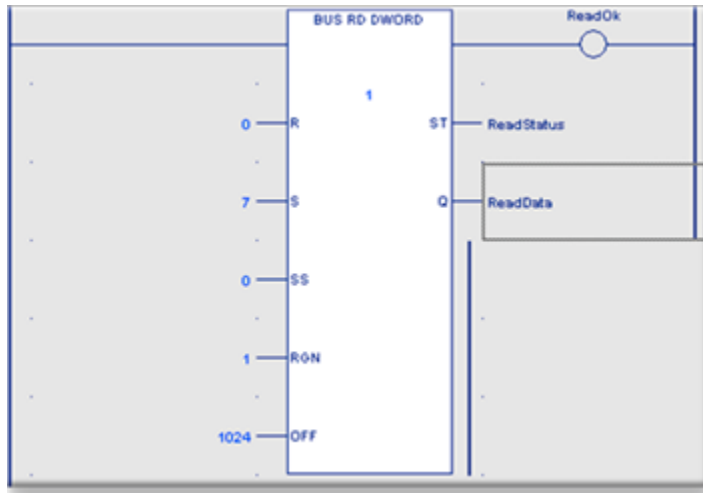 BUS RD DWORD
ReadOk
1
0 R ST ReadStatus
7 S Q ReadData
0 SS
1 RGN
1024 OFF